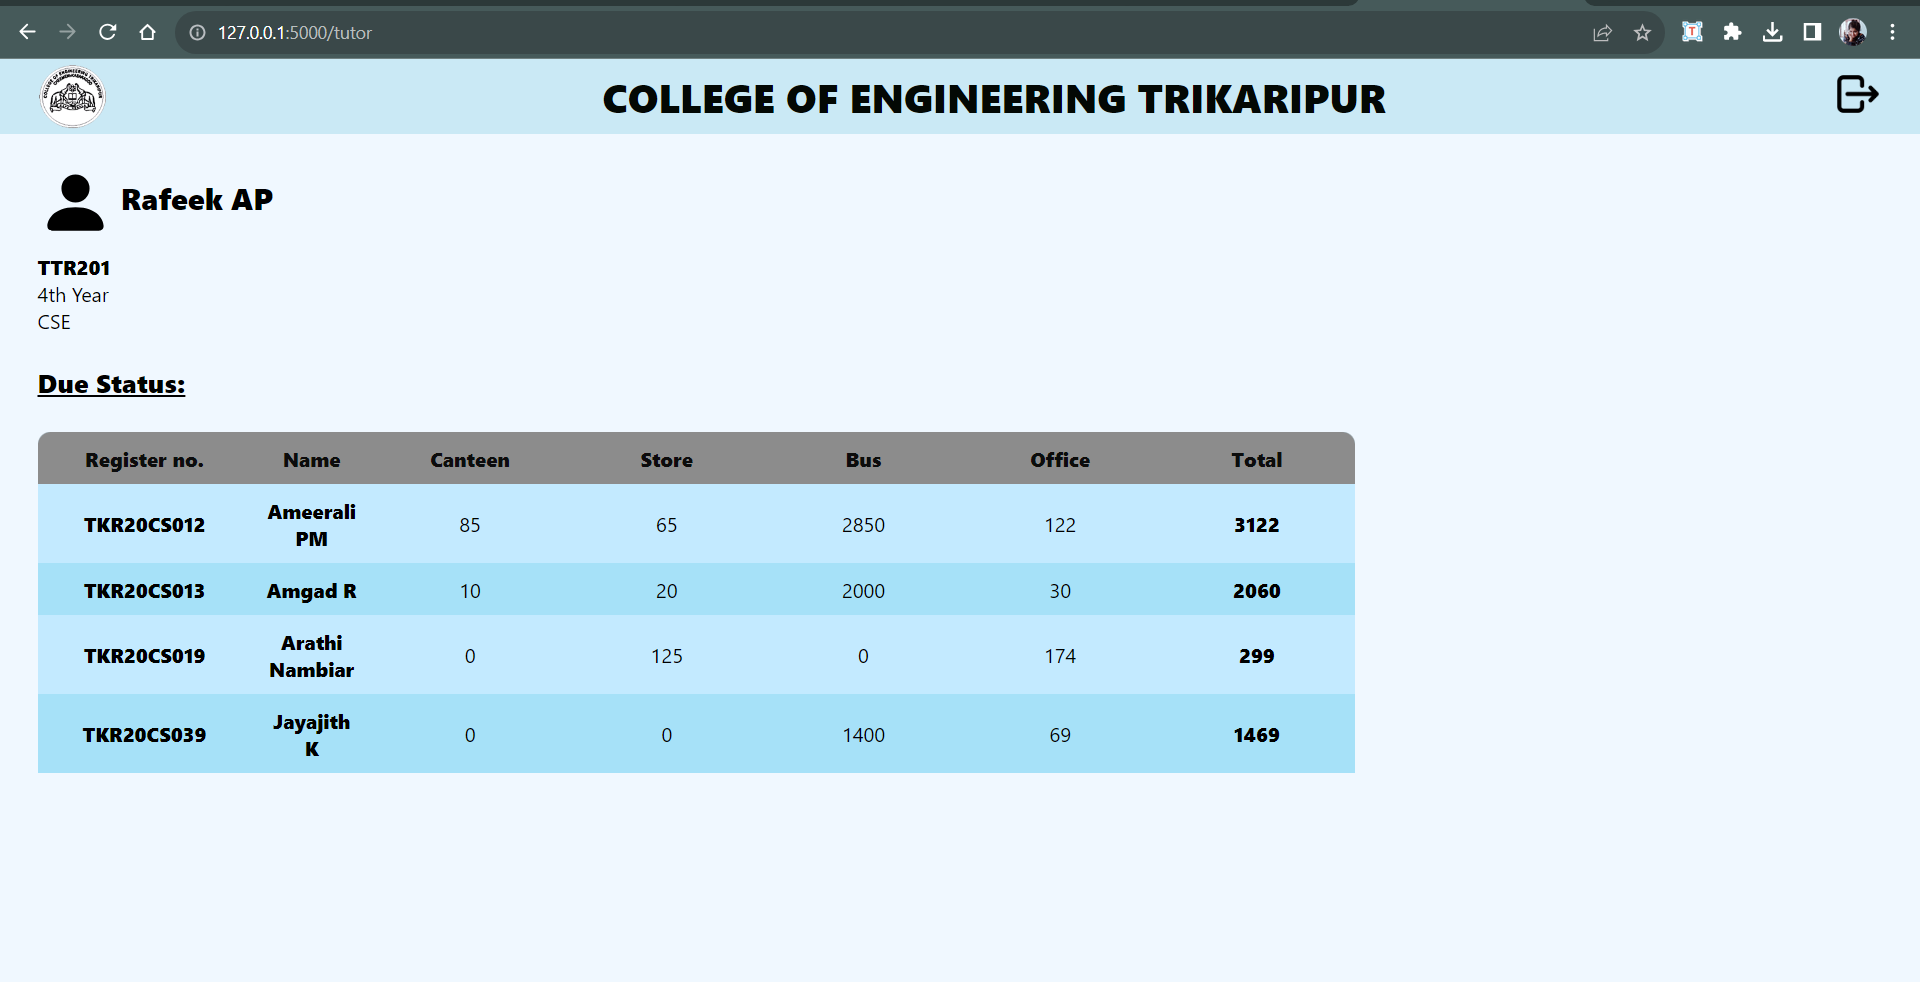 127.0.0.1:5000/tutor
COLLEGE OF ENGINEERING TRIKARIPUR
Rafeek AP
TTR201
4th Year
CSE
Due Status:
Register no. Name Canteen Store Bus Office Total
TKR20CS012 Ameerali PM 85 65 2850 122 3122
TKR20CS013 Amgad R 10 20 2000 30 2060
TKR20CS019 Arathi Nambiar 0 125 0 174 299
TKR20CS039 Jayajith K 0 0 1400 69 1469